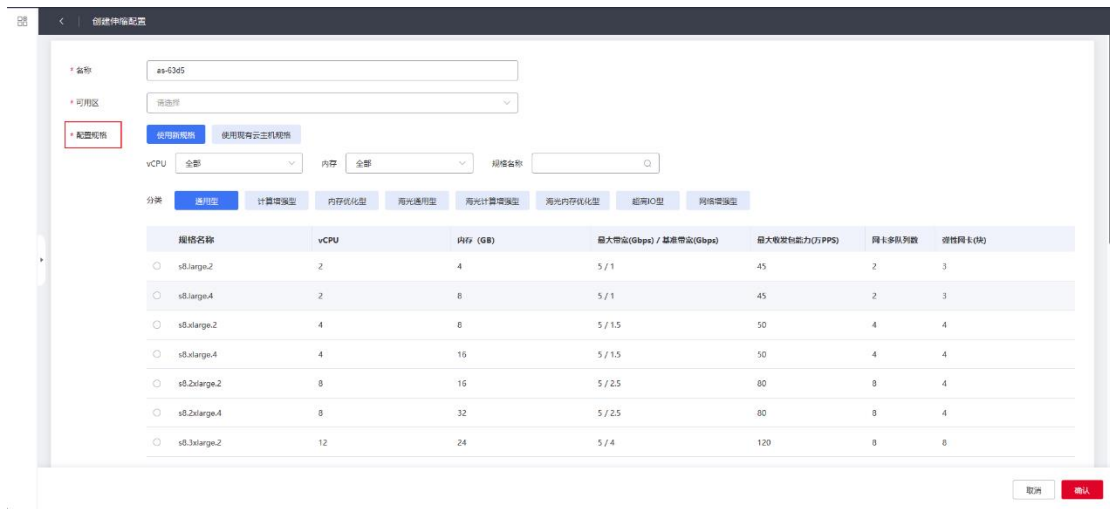 创建伸缩配置
* 名称 as-63d5
* 可用区 请选择
* 配置规格 使用新规格 使用现有云主机规格
vCPU 全部 内存 全部 规格名称
分类 通用型 计算增强型 内存优化型 海光通用型 海光计算增强型 海光内存优化型 超高IO型 网络增强型
规格名称 vCPU 内存 (GB) 最大带宽(Gbps) / 基准带宽(Gbps) 最大收发包能力(万PPS) 网卡多队列数 弹性网卡(块)
s8.large.2 2 4 5 / 1 45 2 3
s8.large.4 2 8 5 / 1 45 2 3
s8.xlarge.2 4 8 5 / 1.5 50 4 4
s8.xlarge.4 4 16 5 / 1.5 50 4 4
s8.2xlarge.2 8 16 5 / 2.5 80 8 4
s8.2xlarge.4 8 32 5 / 2.5 80 8 4
s8.3xlarge.2 12 24 5 / 4 120 8 8
取消 确认